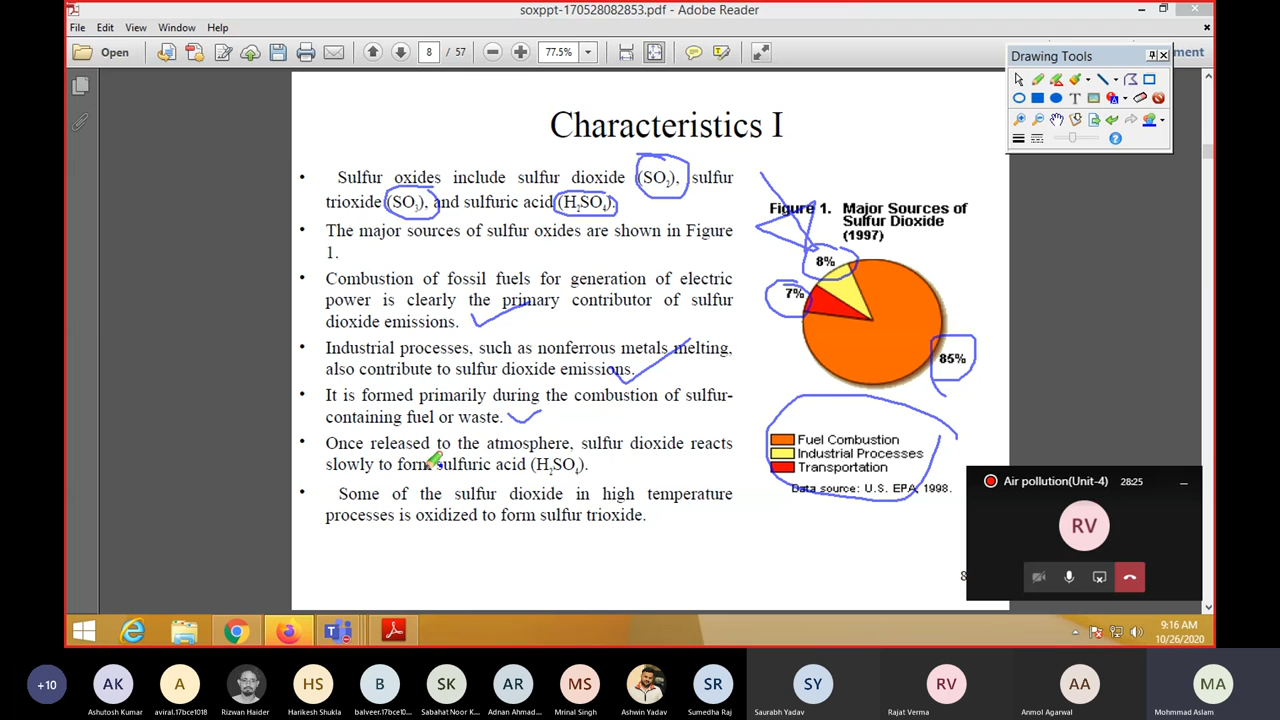 soxppt-170528082853.pdf - Adobe Reader
File Edit View Window Help
Open 8 / 57 77.5%
Drawing Tools
Characteristics I
• Sulfur oxides include sulfur dioxide (SO2), sulfur
trioxide (SO3), and sulfuric acid (H2SO4).
• The major sources of sulfur oxides are shown in Figure
1.
• Combustion of fossil fuels for generation of electric
power is clearly the primary contributor of sulfur
dioxide emissions.
• Industrial processes, such as nonferrous metals melting,
also contribute to sulfur dioxide emissions.
• It is formed primarily during the combustion of sulfur-
containing fuel or waste.
• Once released to the atmosphere, sulfur dioxide reacts
slowly to form sulfuric acid (H2SO4).
• Some of the sulfur dioxide in high temperature
processes is oxidized to form sulfur trioxide.
Figure 1. Major Sources of
Sulfur Dioxide
(1997)
8%
7%
85%
Fuel Combustion
Industrial Processes
Transportation
Data source: U.S. EPA, 1998.
8
Air pollution(Unit-4) 28:25
RV
9:16 AM
10/26/2020
+10 AK A HS B SK AR MS SR SY RV AA MA
Ashutosh Kumar aviral.17bce1018 Rizwan Haider Harikesh Shukla balveer.17bce10... Sabahat Noor K... Adnan Ahmad... Mrinal Singh Ashwin Yadav Sumedha Raj Saurabh Yadav Rajat Verma Anmol Agarwal Mohmmad Aslam